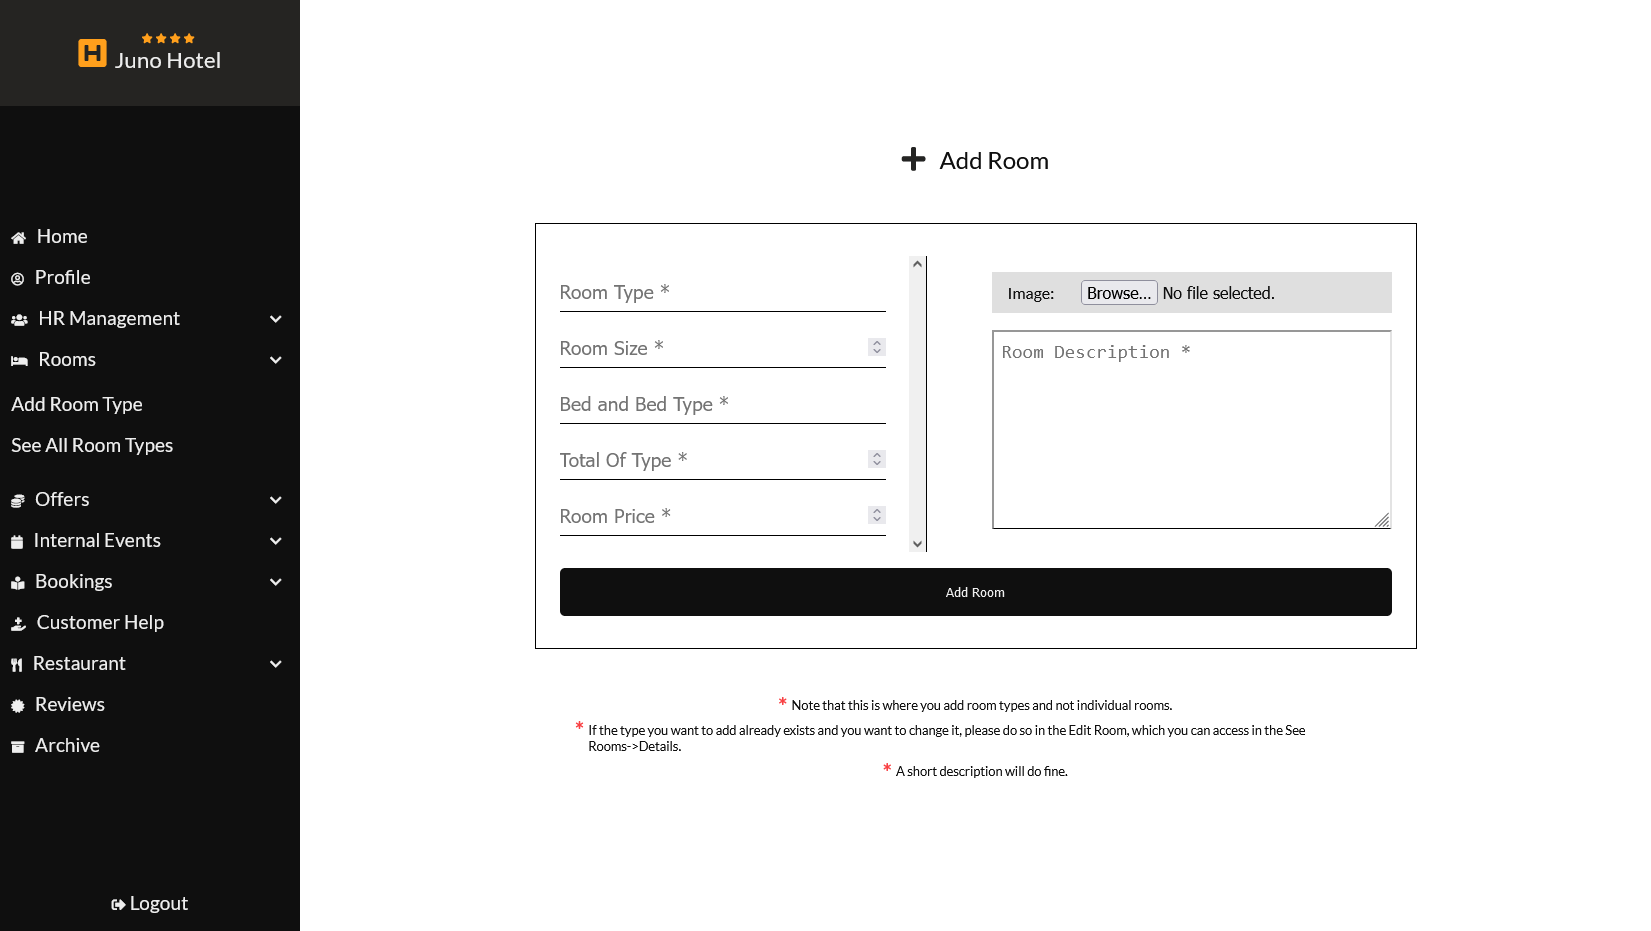 H
Juno Hotel
Home
Profile
HR Management
Rooms
Add Room Type
See All Room Types
Offers
Internal Events
Bookings
Customer Help
Restaurant
Reviews
Archive
Logout
Add Room
Room Type *
Room Size *
Bed and Bed Type *
Total Of Type *
Room Price *
Image: Browse... No file selected.
Room Description *
Add Room
* Note that this is where you add room types and not individual rooms.
* If the type you want to add already exists and you want to change it, please do so in the Edit Room, which you can access in the See
Rooms->Details.
* A short description will do fine.